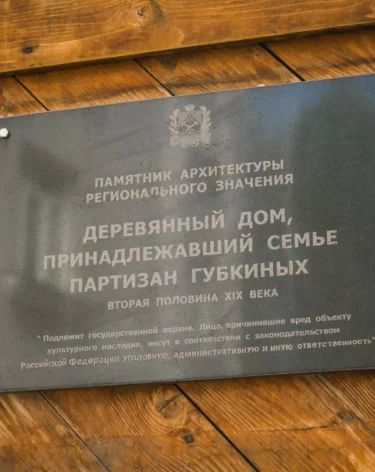 ПАМЯТНИК АРХИТЕКТУРЫ
РЕГИОНАЛЬНОГО ЗНАЧЕНИЯ
ДЕРЕВЯННЫЙ ДОМ,
ПРИНАДЛЕЖАВШИЙ СЕМЬЕ
ПАРТИЗАН ГУБКИНЫХ
ВТОРАЯ ПОЛОВИНА XIX ВЕКА
"Подлежит государственной охране. Лица, причинившие вред объекту
культурного наследия, несут в соответствии с законодательством
Российской Федерации уголовную, административную и иную ответственность"